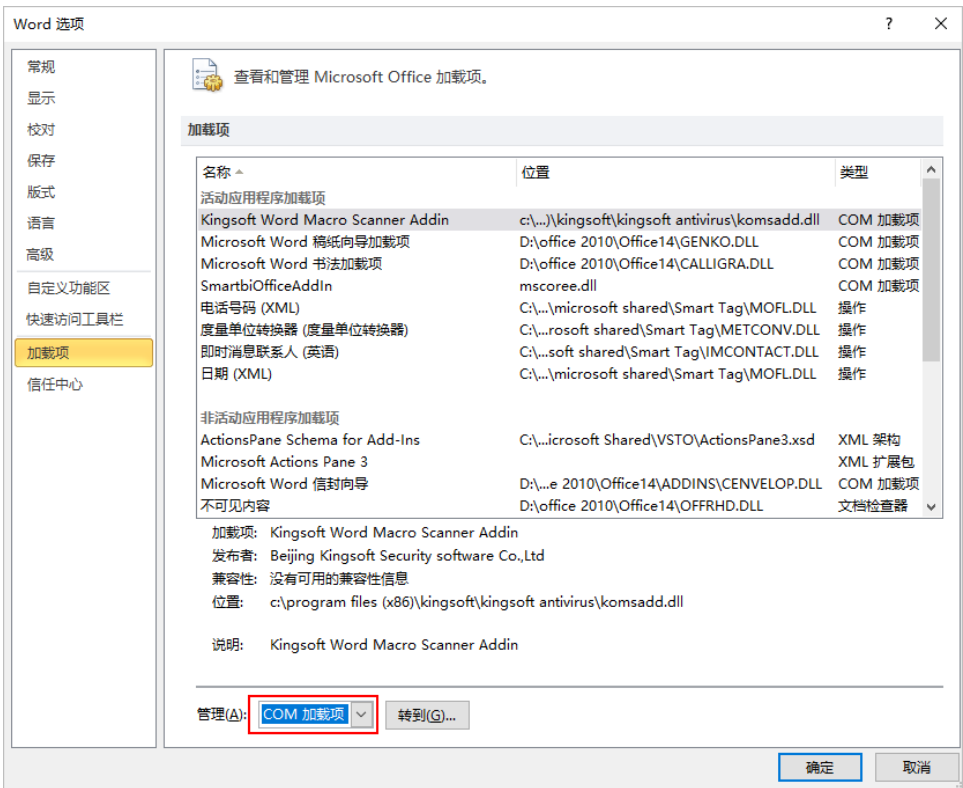 Word 选项
常规
显示
校对
保存
版式
语言
高级
自定义功能区
快速访问工具栏
加载项
信任中心
查看和管理 Microsoft Office 加载项。
加载项
名称 位置 类型
活动应用程序加载项
Kingsoft Word Macro Scanner Addin c:\...)\kingsoft\kingsoft antivirus\komsadd.dll COM 加载项
Microsoft Word 稿纸向导加载项 D:\office 2010\Office14\GENKO.DLL COM 加载项
Microsoft Word 书法加载项 D:\office 2010\Office14\CALLIGRA.DLL COM 加载项
SmartbiOfficeAddIn mscoree.dll COM 加载项
电话号码 (XML) C:\...\microsoft shared\Smart Tag\MOFL.DLL 操作
度量单位转换器 (度量单位转换器) C:\...rosoft shared\Smart Tag\METCONV.DLL 操作
即时消息联系人 (英语) C:\...soft shared\Smart Tag\IMCONTACT.DLL 操作
日期 (XML) C:\...\microsoft shared\Smart Tag\MOFL.DLL 操作
非活动应用程序加载项
ActionsPane Schema for Add-Ins C:\...icrosoft Shared\VSTO\ActionsPane3.xsd XML 架构
Microsoft Actions Pane 3 XML 扩展包
Microsoft Word 信封向导 D:\...e 2010\Office14\ADDINS\CENVELOP.DLL COM 加载项
不可见内容 D:\office 2010\Office14\OFFRHD.DLL 文档检查器
加载项: Kingsoft Word Macro Scanner Addin
发布者: Beijing Kingsoft Security software Co.,Ltd
兼容性: 没有可用的兼容性信息
位置: c:\program files (x86)\kingsoft\kingsoft antivirus\komsadd.dll
说明: Kingsoft Word Macro Scanner Addin
管理(A): COM 加载项 转到(G)...
确定 取消